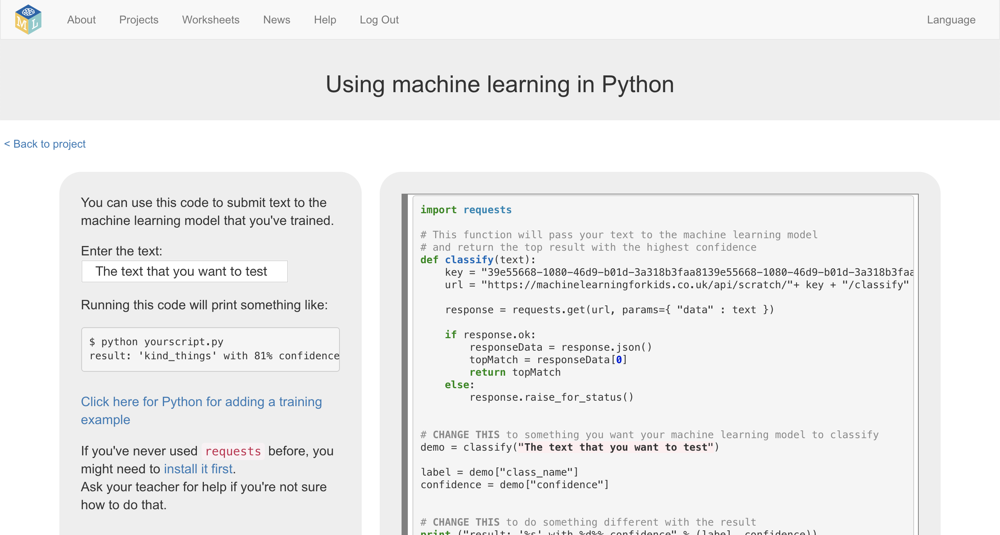 M L
About Projects Worksheets News Help Log Out Language
Using machine learning in Python
< Back to project
You can use this code to submit text to the
machine learning model that you've trained.
Enter the text:
The text that you want to test
Running this code will print something like:
$ python yourscript.py
result: 'kind_things' with 81% confidence
Click here for Python for adding a training
example
If you've never used requests before, you
might need to install it first.
Ask your teacher for help if you're not sure
how to do that.
import requests
# This function will pass your text to the machine learning model
# and return the top result with the highest confidence
def classify(text):
    key = "39e55668-1080-46d9-b01d-3a318b3faa8139e55668-1080-46d9-b01d-3a318b3faa
    url = "https://machinelearningforkids.co.uk/api/scratch/"+ key + "/classify"
    response = requests.get(url, params={ "data" : text })
    if response.ok:
        responseData = response.json()
        topMatch = responseData[0]
        return topMatch
    else:
        response.raise_for_status()
# CHANGE THIS to something you want your machine learning model to classify
demo = classify("The text that you want to test")
label = demo["class_name"]
confidence = demo["confidence"]
# CHANGE THIS to do something different with the result
print ("result: '%s' with %d%% confidence" % (label, confidence))